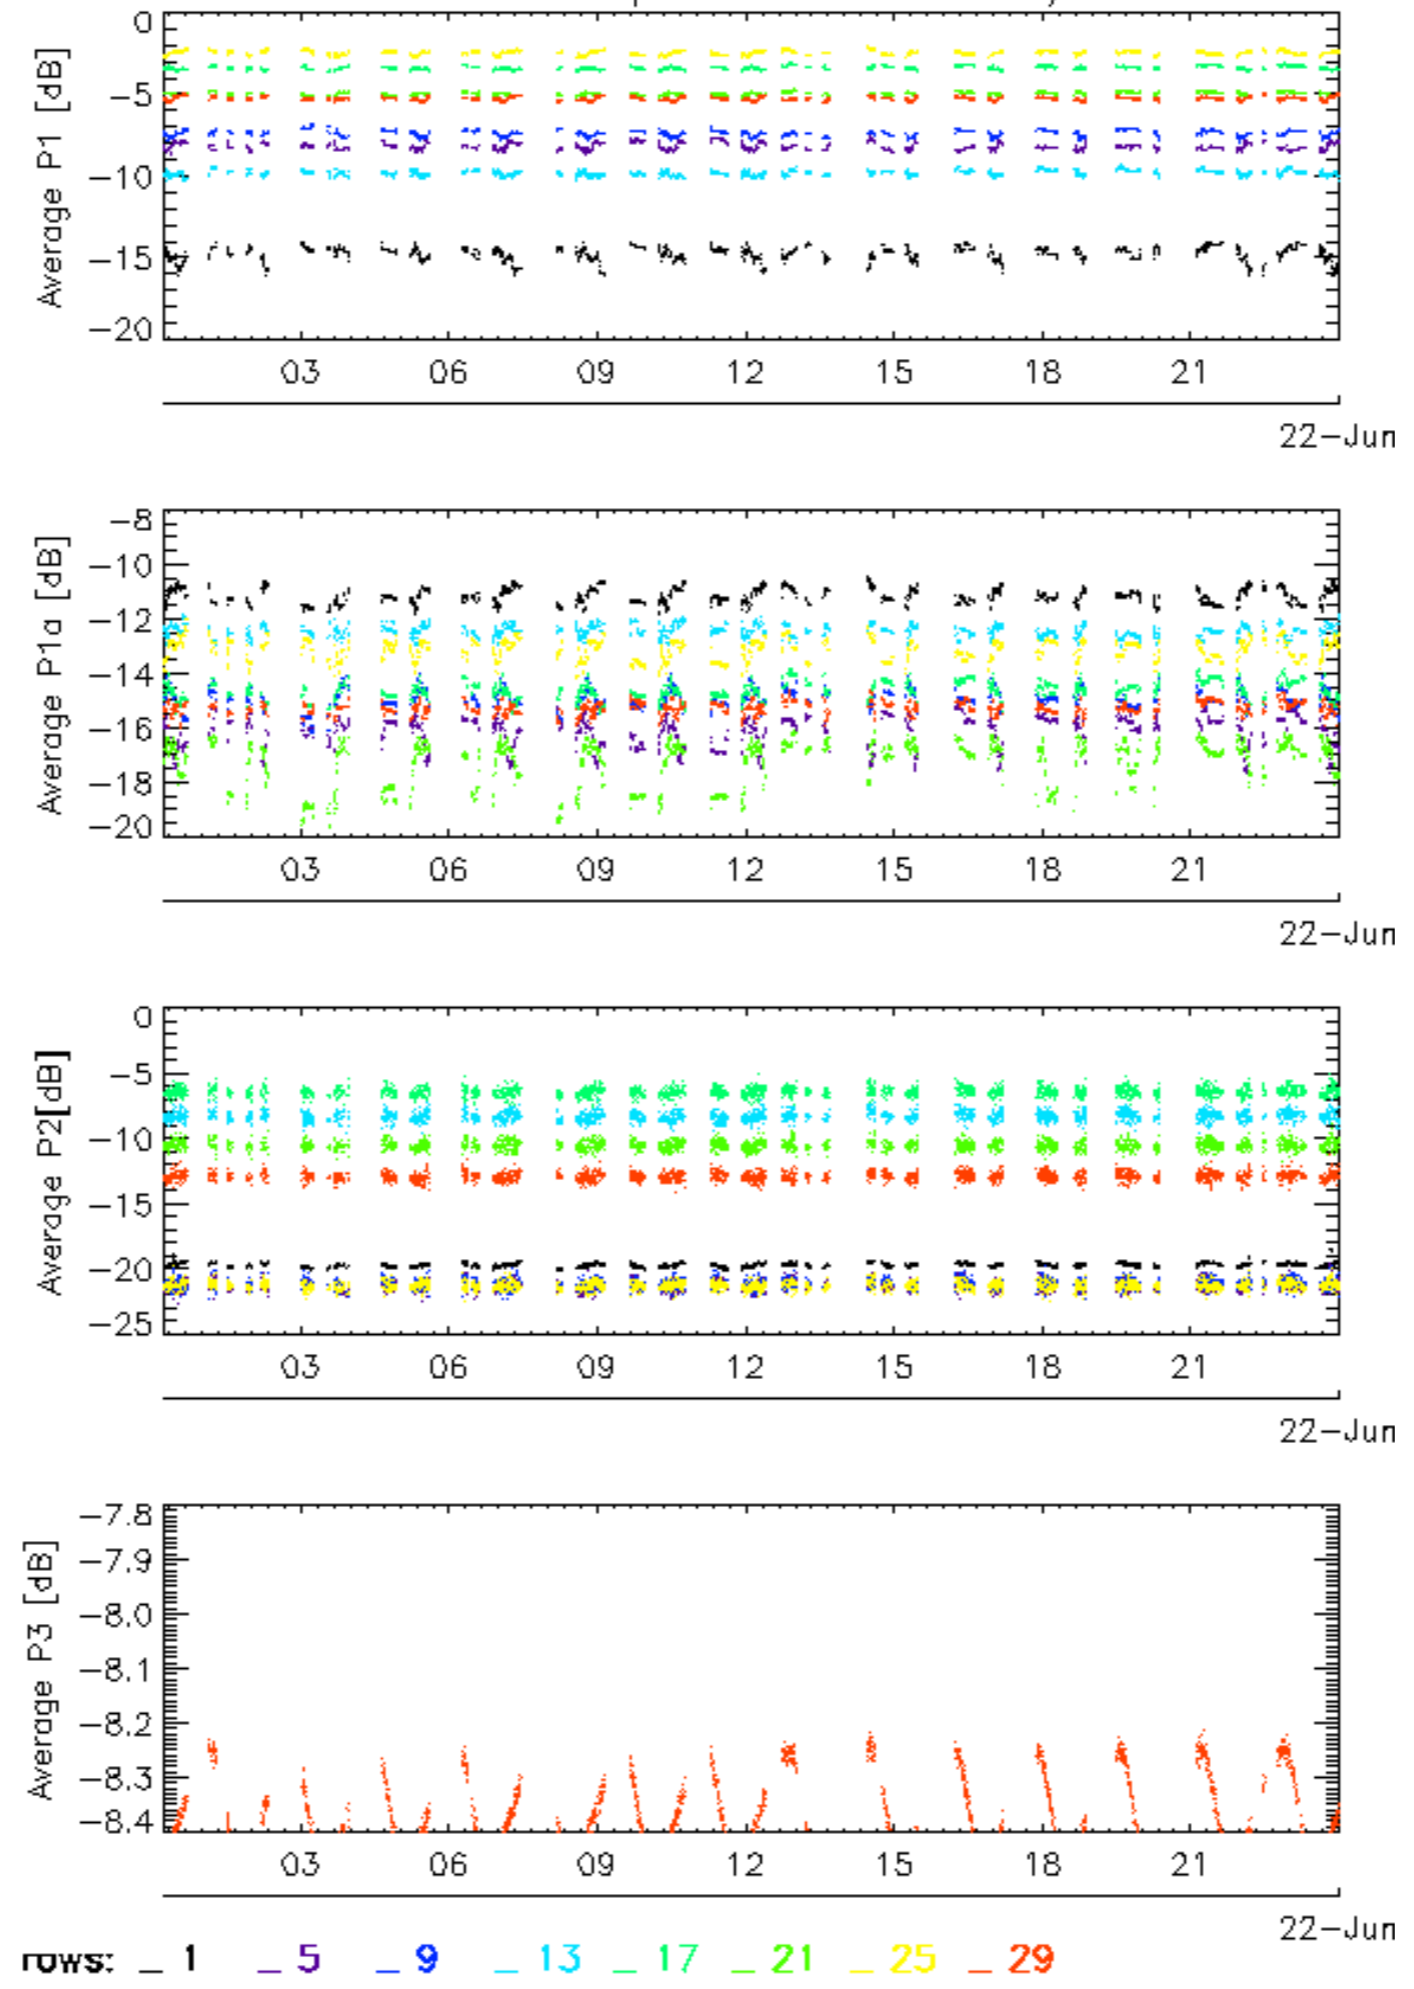 Average P1 [dB]
0
−5
−10
−15
−20
03 06 09 12 15 18 21
22−Jun
Average P1a [dB]
−8
−10
−12
−14
−16
−18
−20
03 06 09 12 15 18 21
22−Jun
Average P2[dB]
0
−5
−10
−15
−20
−25
03 06 09 12 15 18 21
22−Jun
Average P3 [dB]
−7.8
−7.9
−8.0
−8.1
−8.2
−8.3
−8.4
03 06 09 12 15 18 21
22−Jun
rows: _ 1 _ 5 _ 9 _ 13 _ 17 _ 21 _ 25 _ 29